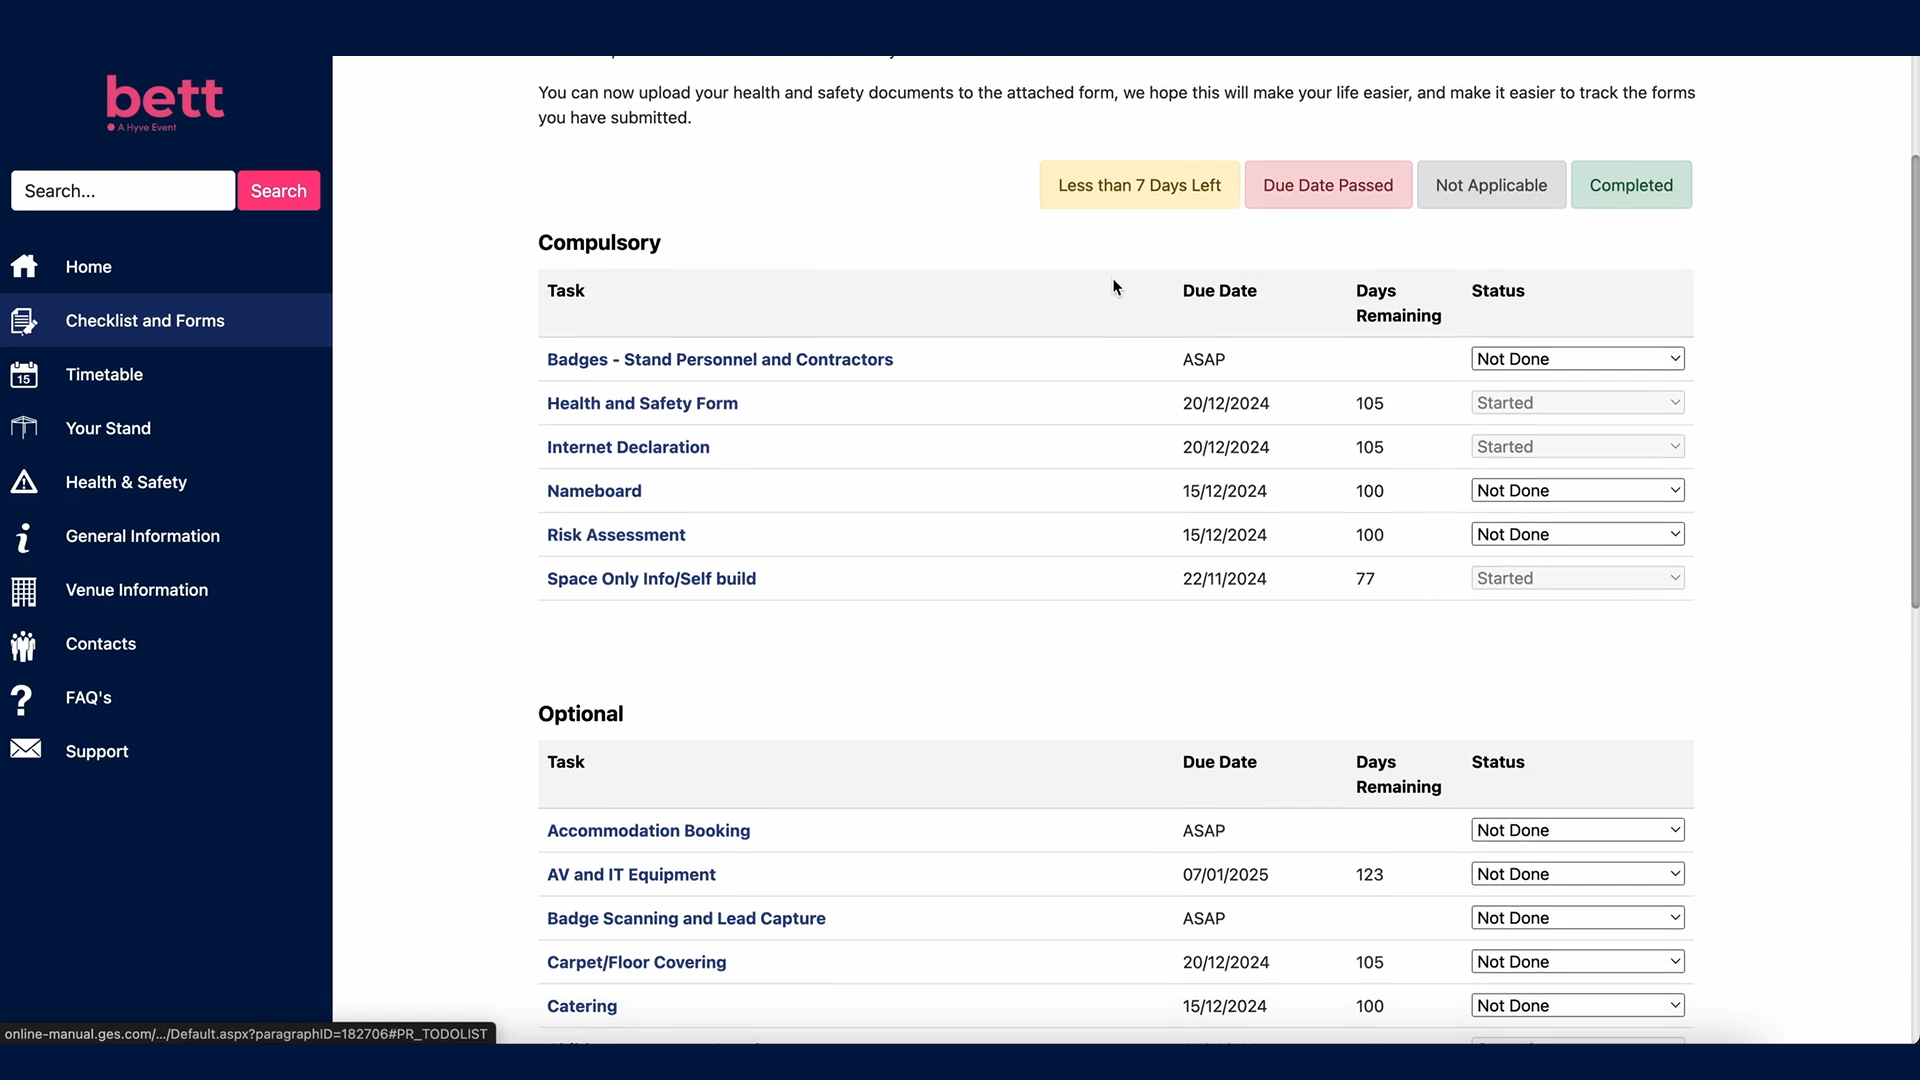 bett
A Hyve Event
Search...
Search
Home
Checklist and Forms
15
Timetable
Your Stand
Health & Safety
General Information
Venue Information
Contacts
FAQ's
Support
You can now upload your health and safety documents to the attached form, we hope this will make your life easier, and make it easier to track the forms
you have submitted.
Less than 7 Days Left
Due Date Passed
Not Applicable
Completed
Compulsory
Task Due Date Days Remaining Status
Badges - Stand Personnel and Contractors ASAP Not Done
Health and Safety Form 20/12/2024 105 Started
Internet Declaration 20/12/2024 105 Started
Nameboard 15/12/2024 100 Not Done
Risk Assessment 15/12/2024 100 Not Done
Space Only Info/Self build 22/11/2024 77 Started
Optional
Task Due Date Days Remaining Status
Accommodation Booking ASAP Not Done
AV and IT Equipment 07/01/2025 123 Not Done
Badge Scanning and Lead Capture ASAP Not Done
Carpet/Floor Covering 20/12/2024 105 Not Done
Catering 15/12/2024 100 Not Done
online-manual.ges.com/.../Default.aspx?paragraphID=182706#PR_TODOLIST